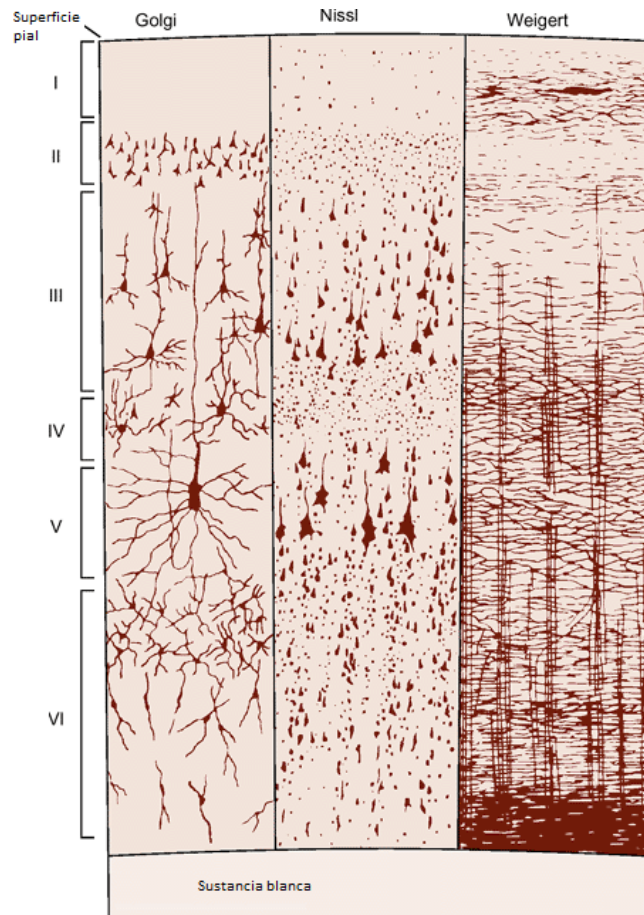 Superficie
pial
Golgi
Nissl
Weigert
I
II
III
IV
V
VI
Sustancia blanca